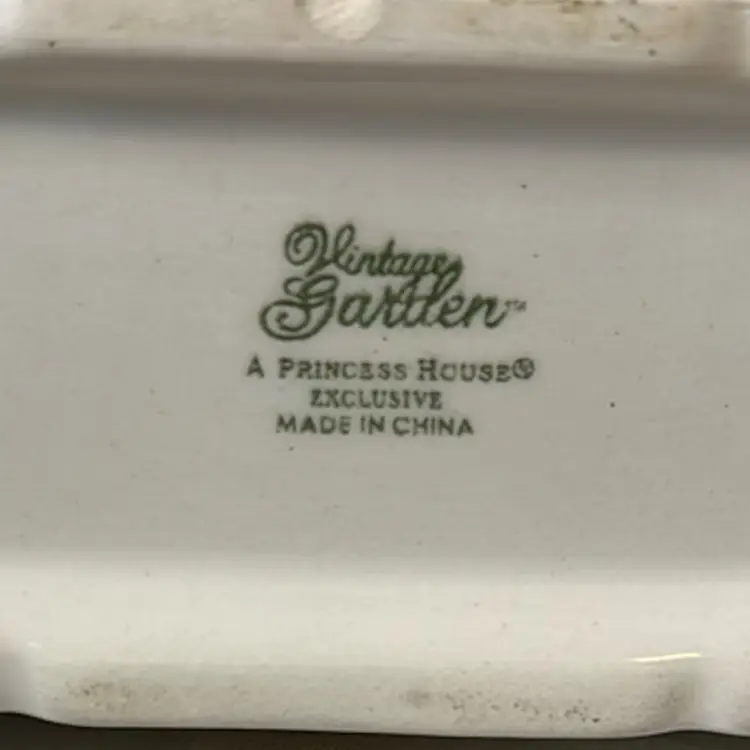 Vintage
Garden™
A PRINCESS HOUSE®
EXCLUSIVE
MADE IN CHINA